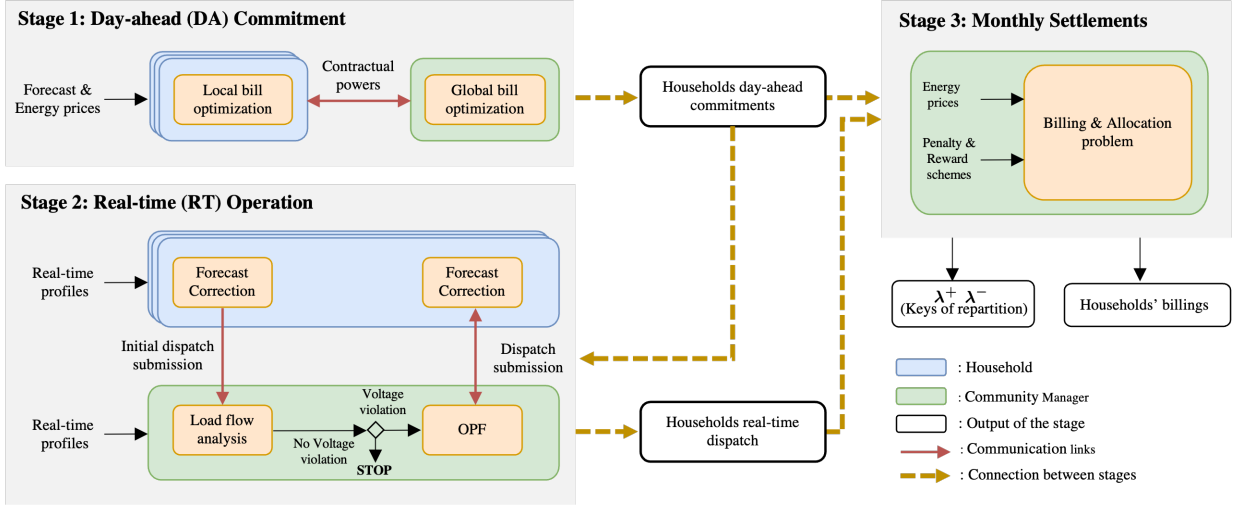 Stage 1: Day-ahead (DA) Commitment
Forecast &
Energy prices
Local bill
optimization
Contractual
powers
Global bill
optimization
Households day-ahead
commitments
Stage 3: Monthly Settlements
Energy
prices
Penalty &
Reward
schemes
Billing & Allocation
problem
λ+ λ−
(Keys of repartition)
Households' billings
Stage 2: Real-time (RT) Operation
Real-time
profiles
Forecast
Correction
Forecast
Correction
Initial dispatch
submission
Dispatch
submission
Real-time
profiles
Load flow
analysis
No Voltage
violation
Voltage
violation
STOP
OPF
Households real-time
dispatch
: Household
: Community Manager
: Output of the stage
: Communication links
: Connection between stages